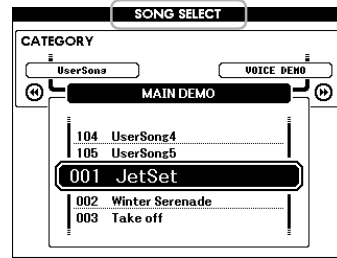 SONG SELECT
CATEGORY
UserSong VOICE DEMO
MAIN DEMO
104 UserSong4
105 UserSong5
001 JetSet
002 Winter Serenade
003 Take off